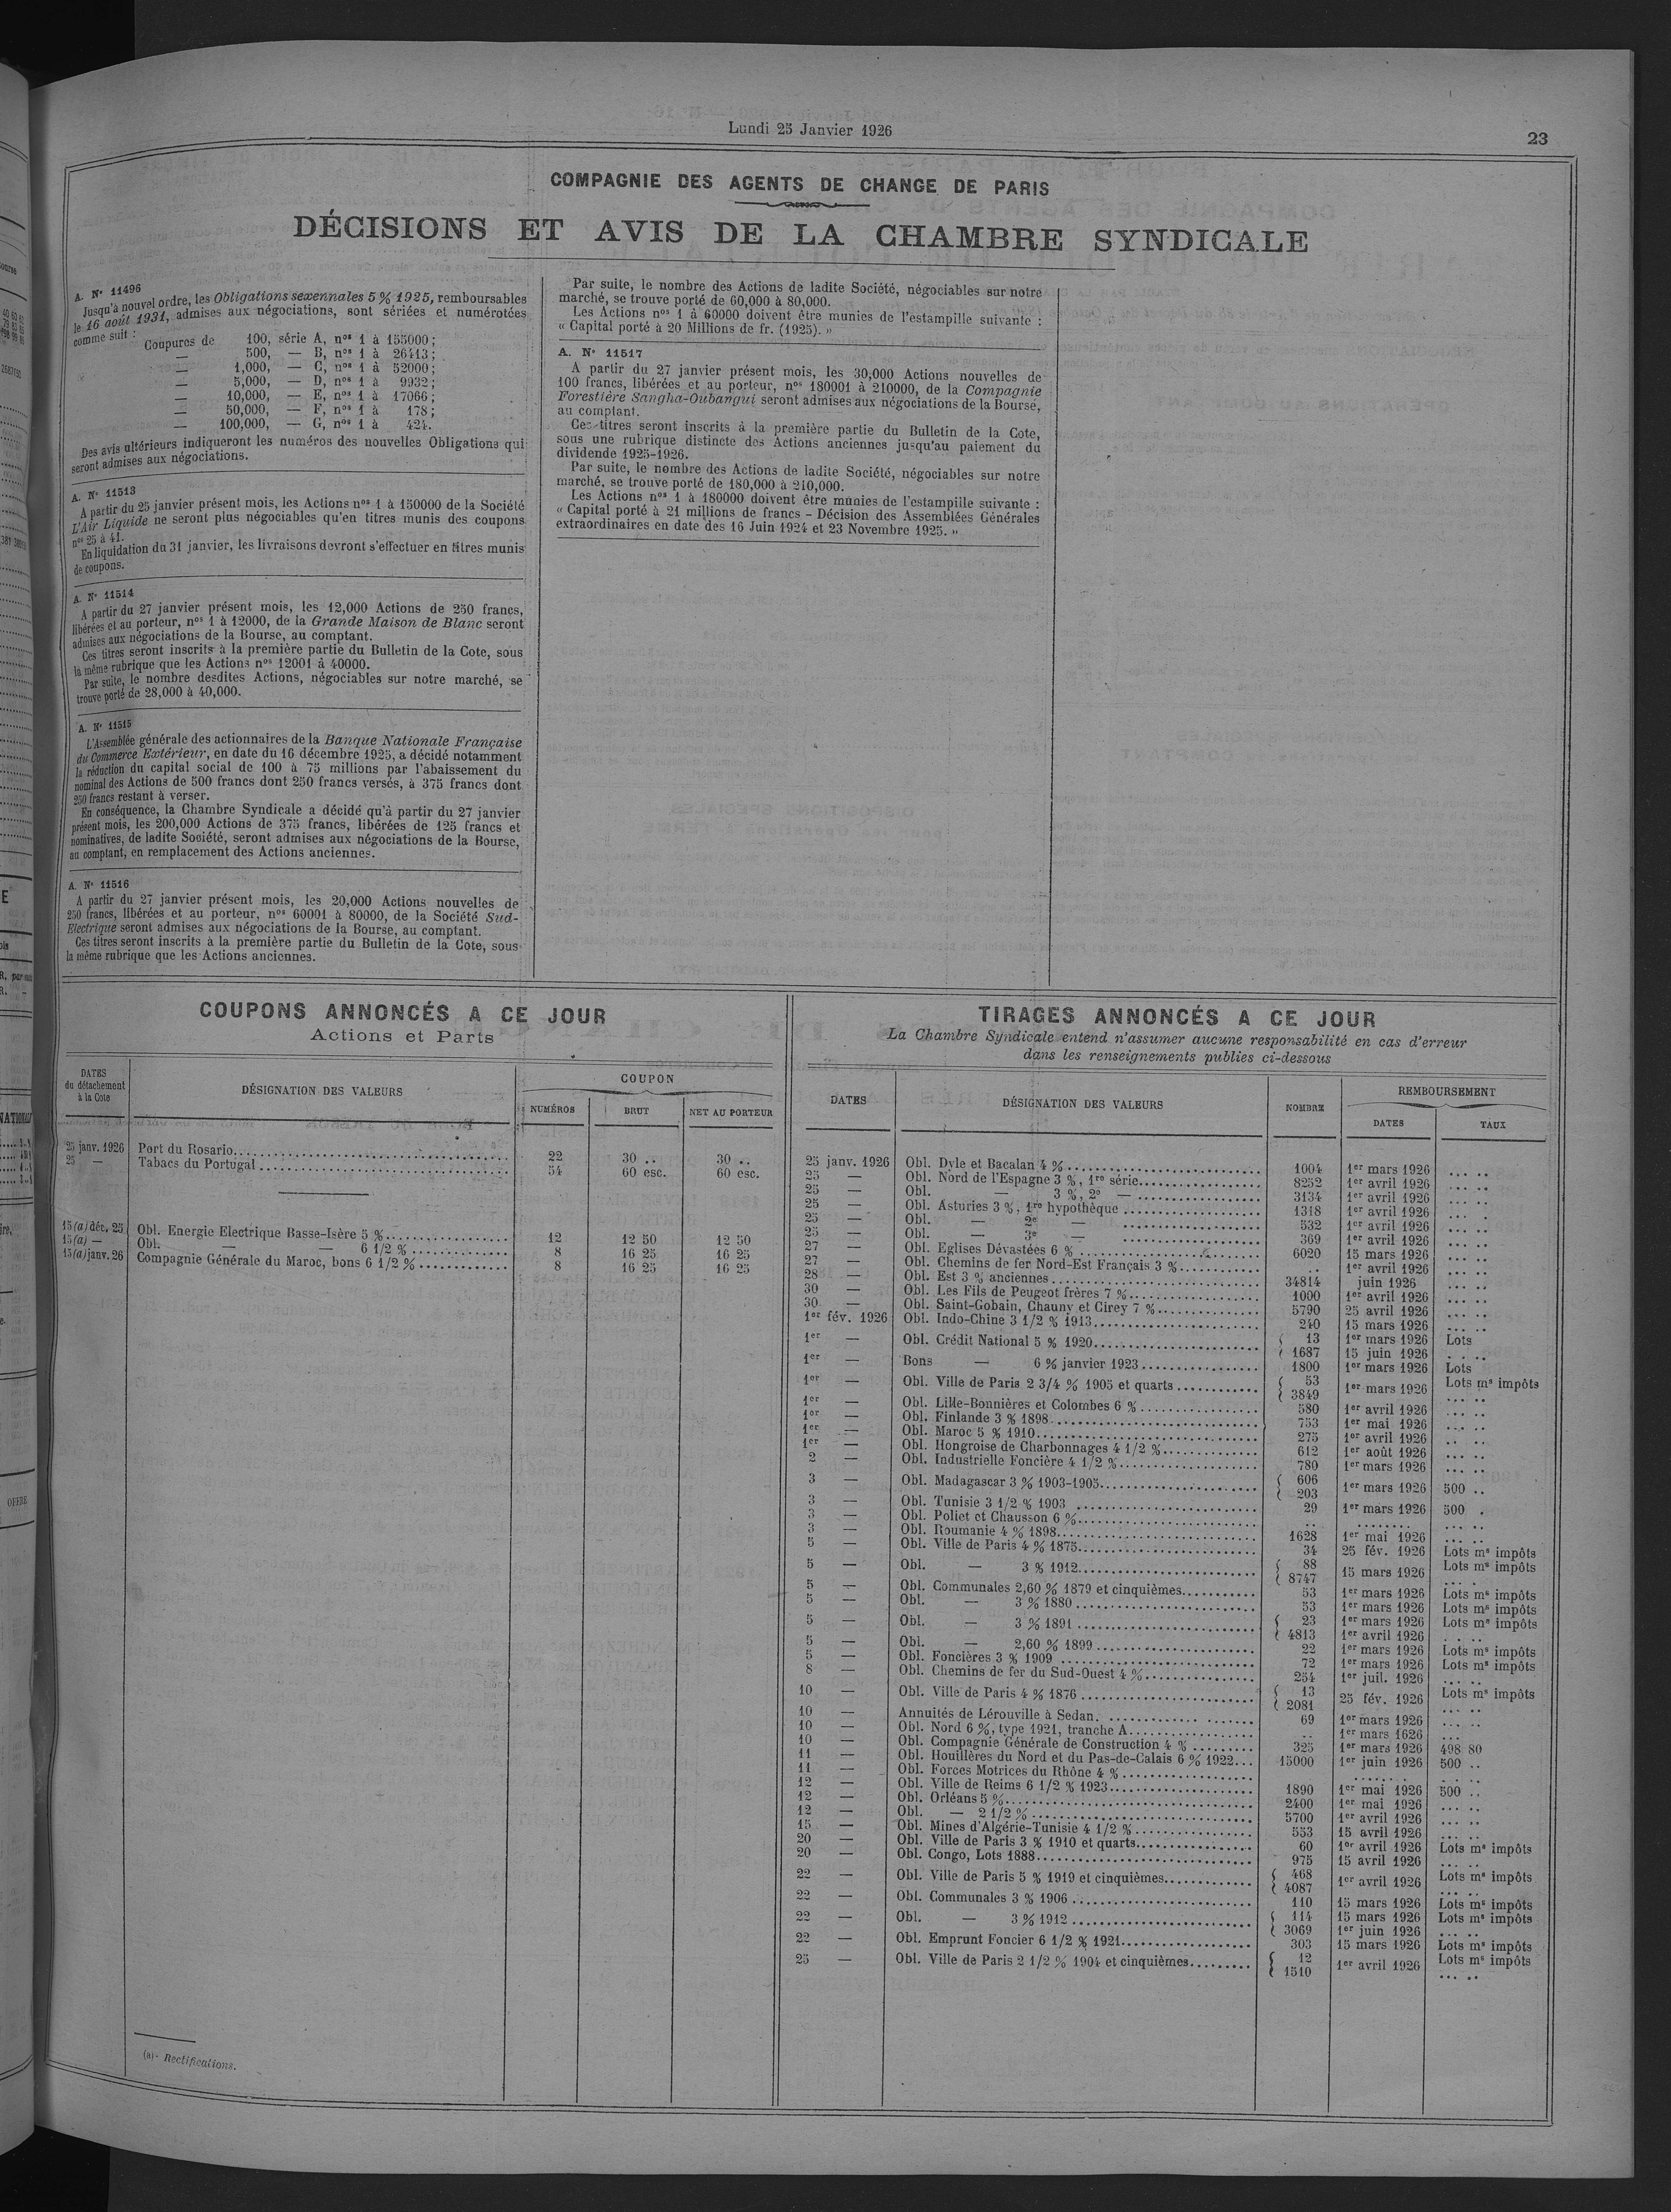 Lundi 25 Janvier 1926
23
COMPAGNIE DES AGENTS DE CHANGE DE PARIS
DÉCISIONS ET AVIS DE LA CHAMBRE SYNDICALE
A. N° 11496
Jusqu'à nouvel ordre, les Obligations sexennales 5 % 1925, remboursables
le 16 août 1931, admises aux négociations, sont sériées et numérotées
comme suit :
Coupures de 100, série A, nos 1 à 155000;
— 500, — B, nos 1 à 26413;
— 1,000, — C, nos 1 à 52000;
— 5,000, — D, nos 1 à 9932;
— 10,000, — E, nos 1 à 17066;
— 50,000, — F, nos 1 à 178;
— 100,000, — G, nos 1 à 424.
Des avis ultérieurs indiqueront les numéros des nouvelles Obligations qui
seront admises aux négociations.
A. N° 11513
A partir du 25 janvier présent mois, les Actions nos 1 à 150000 de la Société
L'Air Liquide ne seront plus négociables qu'en titres munis des coupons
nos 25 à 41.
En liquidation du 31 janvier, les livraisons devront s'effectuer en titres munis
de coupons.
A. N° 11514
A partir du 27 janvier présent mois, les 12,000 Actions de 250 francs,
libérées et au porteur, nos 1 à 12000, de la Grande Maison de Blanc seront
admises aux négociations de la Bourse, au comptant.
Ces titres seront inscrits à la première partie du Bulletin de la Cote, sous
la même rubrique que les Actions nos 12001 à 40000.
Par suite, le nombre desdites Actions, négociables sur notre marché, se
trouve porté de 28,000 à 40,000.
A. N° 11515
L'Assemblée générale des actionnaires de la Banque Nationale Française
du Commerce Extérieur, en date du 16 décembre 1925, a décidé notamment
la réduction du capital social de 100 à 75 millions par l'abaissement du
nominal des Actions de 500 francs dont 250 francs versés, à 375 francs dont
250 francs restant à verser.
En conséquence, la Chambre Syndicale a décidé qu'à partir du 27 janvier
présent mois, les 200,000 Actions de 375 francs, libérées de 125 francs et
nominatives, de ladite Société, seront admises aux négociations de la Bourse,
au comptant, en remplacement des Actions anciennes.
A. N° 11516
A partir du 27 janvier présent mois, les 20,000 Actions nouvelles de
250 francs, libérées et au porteur, nos 60001 à 80000, de la Société Sud-
Electrique seront admises aux négociations de la Bourse, au comptant.
Ces titres seront inscrits à la première partie du Bulletin de la Cote, sous
la même rubrique que les Actions anciennes.
Par suite, le nombre des Actions de ladite Société, négociables sur notre
marché, se trouve porté de 60,000 à 80,000.
Les Actions nos 1 à 60000 doivent être munies de l'estampille suivante :
« Capital porté à 20 Millions de fr. (1925). »
A. N° 11517
A partir du 27 janvier présent mois, les 30,000 Actions nouvelles de
100 francs, libérées et au porteur, nos 180001 à 210000, de la Compagnie
Forestière Sangha-Oubangui seront admises aux négociations de la Bourse,
au comptant.
Ces titres seront inscrits à la première partie du Bulletin de la Cote,
sous une rubrique distincte des Actions anciennes jusqu'au paiement du
dividende 1925-1926.
Par suite, le nombre des Actions de ladite Société, négociables sur notre
marché, se trouve porté de 180,000 à 210,000.
Les Actions nos 1 à 180000 doivent être munies de l'estampille suivante :
« Capital porté à 21 millions de francs - Décision des Assemblées Générales
extraordinaires en date des 16 Juin 1924 et 23 Novembre 1925. »
COUPONS ANNONCÉS A CE JOUR
Actions et Parts
DATES du détachement à la Cote | DÉSIGNATION DES VALEURS | COUPON NUMÉROS | BRUT | NET AU PORTEUR
25 janv. 1926 Port du Rosario 22 30 .. 30 ..
25 — Tabacs du Portugal 54 60 esc. 60 esc.
15 (a) déc. 25 Obl. Energie Electrique Basse-Isère 5 % 12 12 50 12 50
15 (a) — Obl. — — 6 1/2 % 8 16 25 16 25
15 (a) janv. 26 Compagnie Générale du Maroc, bons 6 1/2 % 8 16 25 16 25
(a) - Rectifications.
TIRAGES ANNONCÉS A CE JOUR
La Chambre Syndicale entend n'assumer aucune responsabilité en cas d'erreur
dans les renseignements publies ci-dessous
DATES | DÉSIGNATION DES VALEURS | NOMBRE | REMBOURSEMENT DATES | TAUX
25 janv. 1926 Obl. Dyle et Bacalan 4 % 1004 1er mars 1926 .... ..
25 — Obl. Nord de l'Espagne 3 %, 1re série 8252 1er avril 1926 .... ..
25 — Obl. — 3 %, 2e — 3134 1er avril 1926 .... ..
25 — Obl. Asturies 3 %, 1re hypothèque 1318 1er avril 1926 .... ..
25 — Obl. — 2e — 532 1er avril 1926 .... ..
25 — Obl. — 3e — 369 1er avril 1926 .... ..
27 — Obl. Eglises Dévastées 6 % 6020 15 mars 1926 .... ..
27 — Obl. Chemins de fer Nord-Est Français 3 % .. 1er avril 1926 .... ..
28 — Obl. Est 3 % anciennes 34814 juin 1926 .... ..
30 — Obl. Les Fils de Peugeot frères 7 % 1000 1er avril 1926 .... ..
30 — Obl. Saint-Gobain, Chauny et Cirey 7 % 5790 25 avril 1926 .... ..
1er fév. 1926 Obl. Indo-Chine 3 1/2 % 1913 240 15 mars 1926 .... ..
1er — Obl. Crédit National 5 % 1920 { 13 1er mars 1926 Lots
{ 1687 15 juin 1926 .... ..
1er — Bons — 6 % janvier 1923 1800 1er mars 1926 Lots
1er — Obl. Ville de Paris 2 3/4 % 1905 et quarts { 53 1er mars 1926 Lots ms impôts
{ 3849 .... ..
1er — Obl. Lille-Bonnières et Colombes 6 % 580 1er avril 1926 .... ..
1er — Obl. Finlande 3 % 1898 753 1er mai 1926 .... ..
1er — Obl. Maroc 5 % 1910 275 1er avril 1926 .... ..
1er — Obl. Hongroise de Charbonnages 4 1/2 % 612 1er août 1926 .... ..
2 — Obl. Industrielle Foncière 4 1/2 % 780 1er mars 1926 .... ..
3 — Obl. Madagascar 3 % 1903-1905 { 606 1er mars 1926 500 ..
{ 203
3 — Obl. Tunisie 3 1/2 % 1903 29 1er mars 1926 500 .
3 — Obl. Poliet et Chausson 6 % .. ........ .... ..
3 — Obl. Roumanie 4 % 1898 1628 1er mai 1926 .... ..
5 — Obl. Ville de Paris 4 % 1875 34 25 fév. 1926 Lots ms impôts
5 — Obl. — 3 % 1912 { 88 15 mars 1926 Lots ms impôts
{ 8747 .... ..
5 — Obl. Communales 2,60 % 1879 et cinquièmes 53 1er mars 1926 Lots ms impôts
5 — Obl. — 3 % 1880 53 1er mars 1926 Lots ms impôts
5 — Obl. — 3 % 1891 { 23 1er mars 1926 Lots ms impôts
{ 4813 1er avril 1926 .... ..
5 — Obl. — 2,60 % 1899 22 1er mars 1926 Lots ms impôts
5 — Obl. Foncières 3 % 1909 72 1er mars 1926 Lots ms impôts
8 — Obl. Chemins de fer du Sud-Ouest 4 % 254 1er juil. 1926 .... ..
10 — Obl. Ville de Paris 4 % 1876 { 13 25 fév. 1926 Lots ms impôts
{ 2081 .... ..
10 — Annuités de Lérouville à Sedan. 69 1er mars 1926 .... ..
10 — Obl. Nord 6 %, type 1921, tranche A .. 1er mars 1626 ...
10 — Obl. Compagnie Générale de Construction 4 % 325 1er mars 1926 498 80
11 — Obl. Houillères du Nord et du Pas-de-Calais 6 % 1922 15000 1er juin 1926 500 ..
11 — Obl. Forces Motrices du Rhône 4 % ........ .... ..
12 — Obl. Ville de Reims 6 1/2 % 1923 1890 1er mai 1926 500 ..
12 — Obl. Orléans 5 % 2400 1er mai 1926 .... ..
12 — Obl. — 2 1/2 % 5700 1er avril 1926 .... ..
15 — Obl. Mines d'Algérie-Tunisie 4 1/2 % 553 15 avril 1926 .... ..
20 — Obl. Ville de Paris 3 % 1910 et quarts 60 1er avril 1926 Lots ms impôts
20 — Obl. Congo, Lots 1888 975 15 avril 1926 .... ..
22 — Obl. Ville de Paris 5 % 1919 et cinquièmes { 468 1er avril 1926 Lots ms impôts
{ 4087 .... ..
22 — Obl. Communales 3 % 1906 110 15 mars 1926 Lots ms impôts
22 — Obl. — 3 % 1912 { 114 15 mars 1926 Lots ms impôts
{ 3069 1er juin 1926 .... ..
22 — Obl. Emprunt Foncier 6 1/2 % 1921 303 15 mars 1926 Lots ms impôts
25 — Obl. Ville de Paris 2 1/2 % 1904 et cinquièmes { 12 1er avril 1926 Lots ms impôts
{ 1510 .... ..